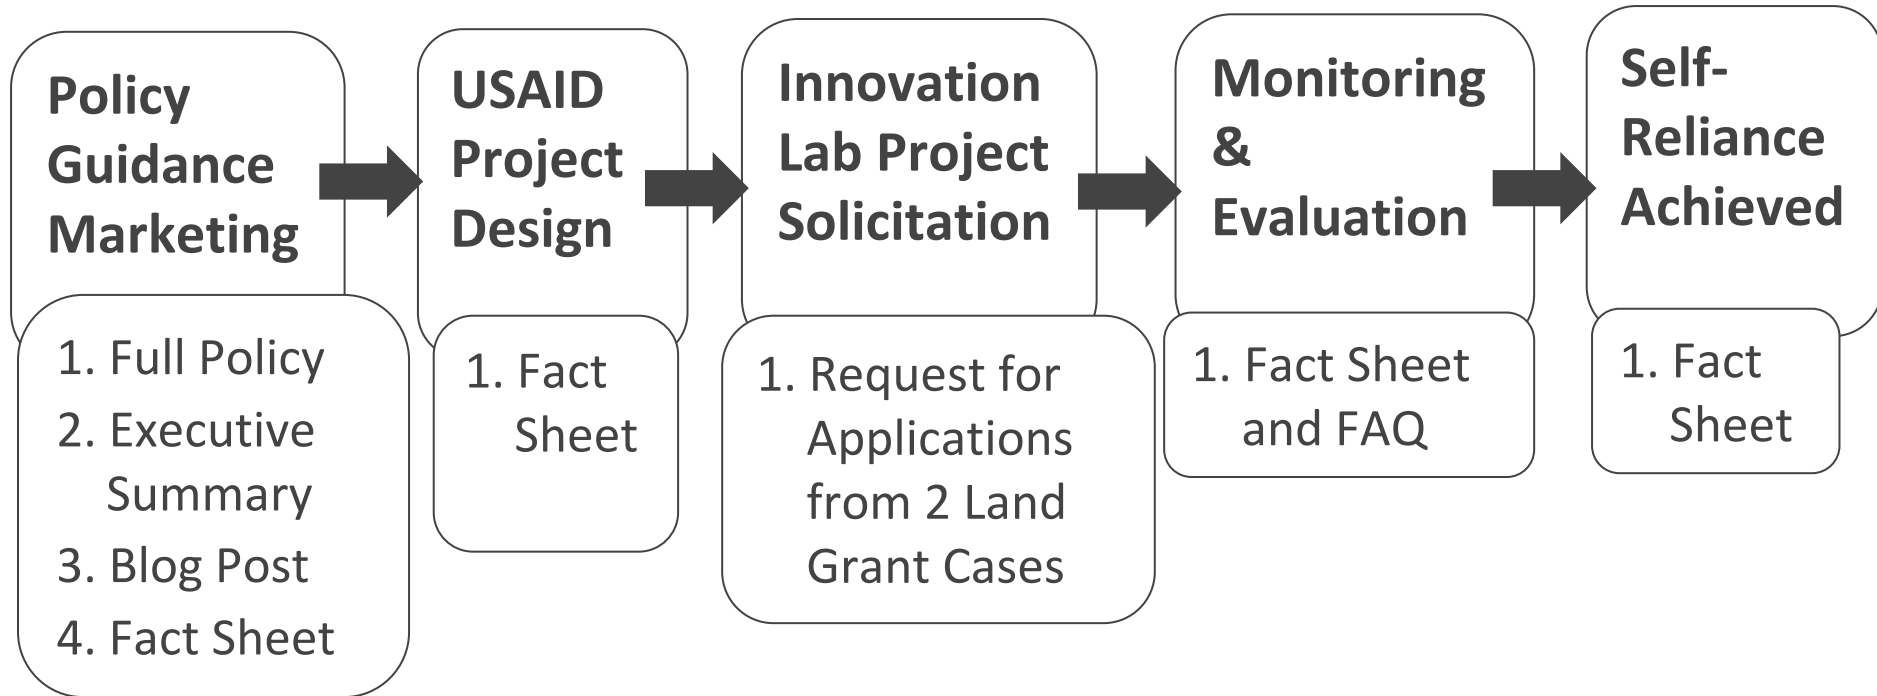 Policy
Guidance
Marketing
1. Full Policy
2. Executive
Summary
3. Blog Post
4. Fact Sheet
USAID
Project
Design
1. Fact
Sheet
Innovation
Lab Project
Solicitation
1. Request for
Applications
from 2 Land
Grant Cases
Monitoring
&
Evaluation
1. Fact Sheet
and FAQ
Self-
Reliance
Achieved
1. Fact
Sheet